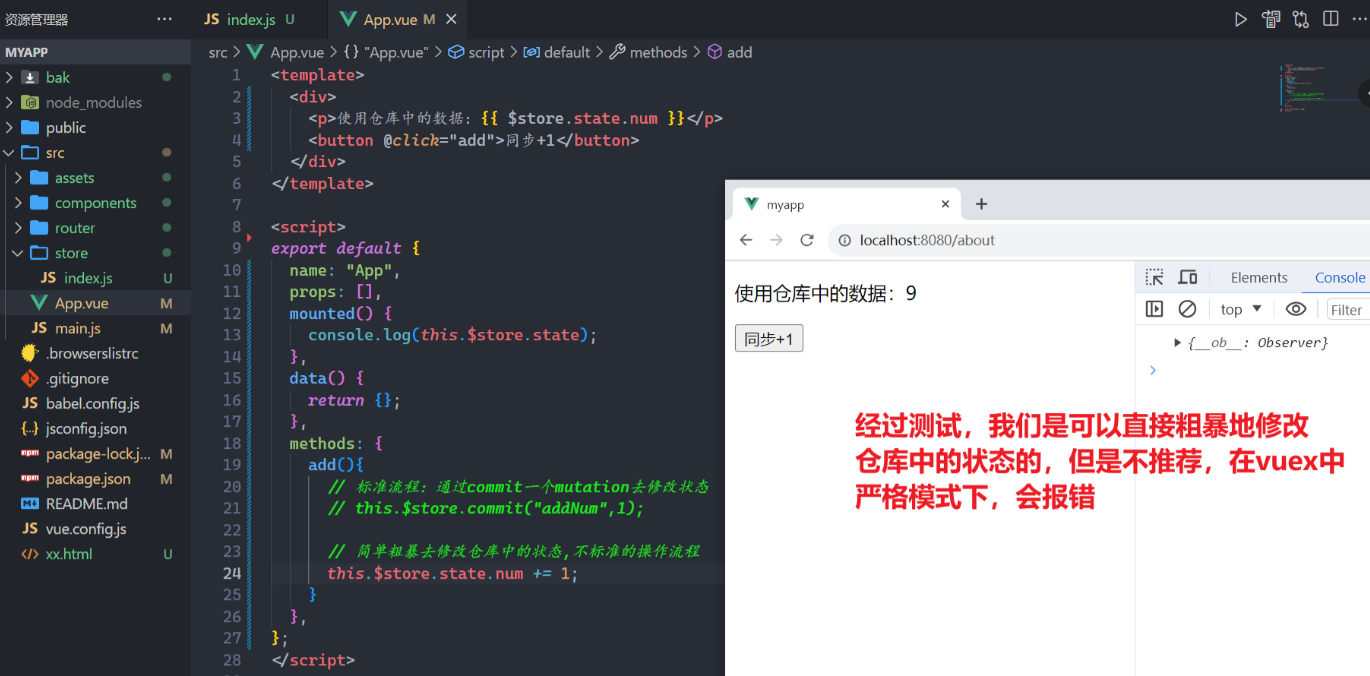 资源管理器
MYAPP
bak
node_modules
public
src
assets
components
router
store
JS index.js U
App.vue M
JS main.js M
.browserslistrc
.gitignore
JS babel.config.js
{..} jsconfig.json
npm package-lock.j... M
npm package.json M
README.md
JS vue.config.js
xx.html U
JS index.js U
App.vue M
src > App.vue > {} "App.vue" > script > default > methods > add
1 <template>
2 <div>
3 <p>使用仓库中的数据：{{ $store.state.num }}</p>
4 <button @click="add">同步+1</button>
5 </div>
6 </template>
7
8 <script>
9 export default {
10 name: "App",
11 props: [],
12 mounted() {
13 console.log(this.$store.state);
14 },
15 data() {
16 return {};
17 },
18 methods: {
19 add(){
20 // 标准流程：通过commit一个mutation去修改状态
21 // this.$store.commit("addNum",1);
22
23 // 简单粗暴去修改仓库中的状态,不标准的操作流程
24 this.$store.state.num += 1;
25 }
26 },
27 };
28 </script>
myapp
localhost:8080/about
使用仓库中的数据：9
同步+1
Elements Console
top Filter
{__ob__: Observer}
经过测试，我们是可以直接粗暴地修改
仓库中的状态的，但是不推荐，在vuex中
严格模式下，会报错